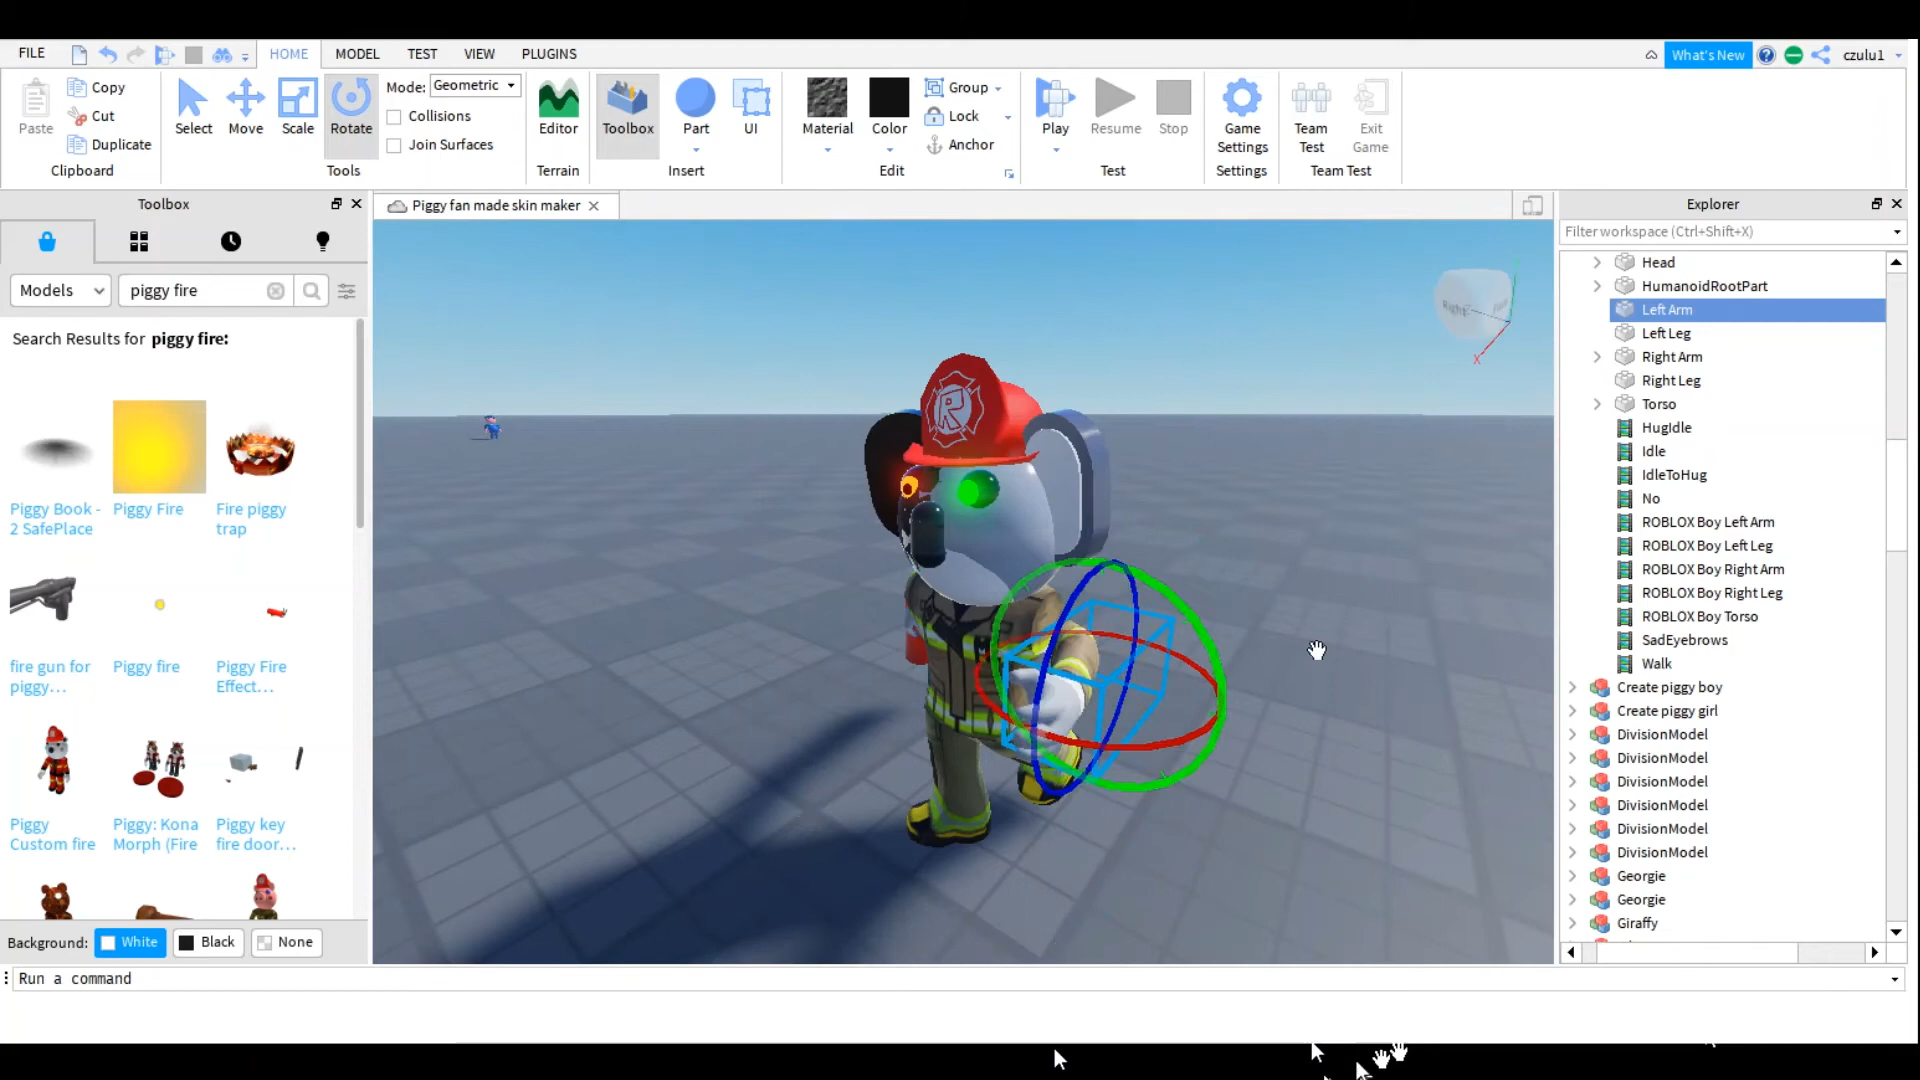 FILE
HOME
MODEL
TEST
VIEW
PLUGINS
What's New
czulu1
Paste
Copy
Cut
Duplicate
Clipboard
Select
Move
Scale
Rotate
Mode: Geometric
Collisions
Join Surfaces
Tools
Editor
Terrain
Toolbox
Part
UI
Insert
Material
Color
Group
Lock
Anchor
Edit
Play
Resume
Stop
Test
Game
Settings
Settings
Team
Test
Exit
Game
Team Test
Toolbox
Piggy fan made skin maker
Explorer
Models
piggy fire
Filter workspace (Ctrl+Shift+X)
Search Results for piggy fire:
Piggy Book -
2 SafePlace
Piggy Fire
Fire piggy
trap
fire gun for
piggy...
Piggy fire
Piggy Fire
Effect...
Piggy
Custom fire
Piggy: Kona
Morph (Fire
Piggy key
fire door...
Background:
White
Black
None
Right
X
R
Head
HumanoidRootPart
Left Arm
Left Leg
Right Arm
Right Leg
Torso
HugIdle
Idle
IdleToHug
No
ROBLOX Boy Left Arm
ROBLOX Boy Left Leg
ROBLOX Boy Right Arm
ROBLOX Boy Right Leg
ROBLOX Boy Torso
SadEyebrows
Walk
Create piggy boy
Create piggy girl
DivisionModel
DivisionModel
DivisionModel
DivisionModel
DivisionModel
DivisionModel
Georgie
Georgie
Giraffy
Run a command